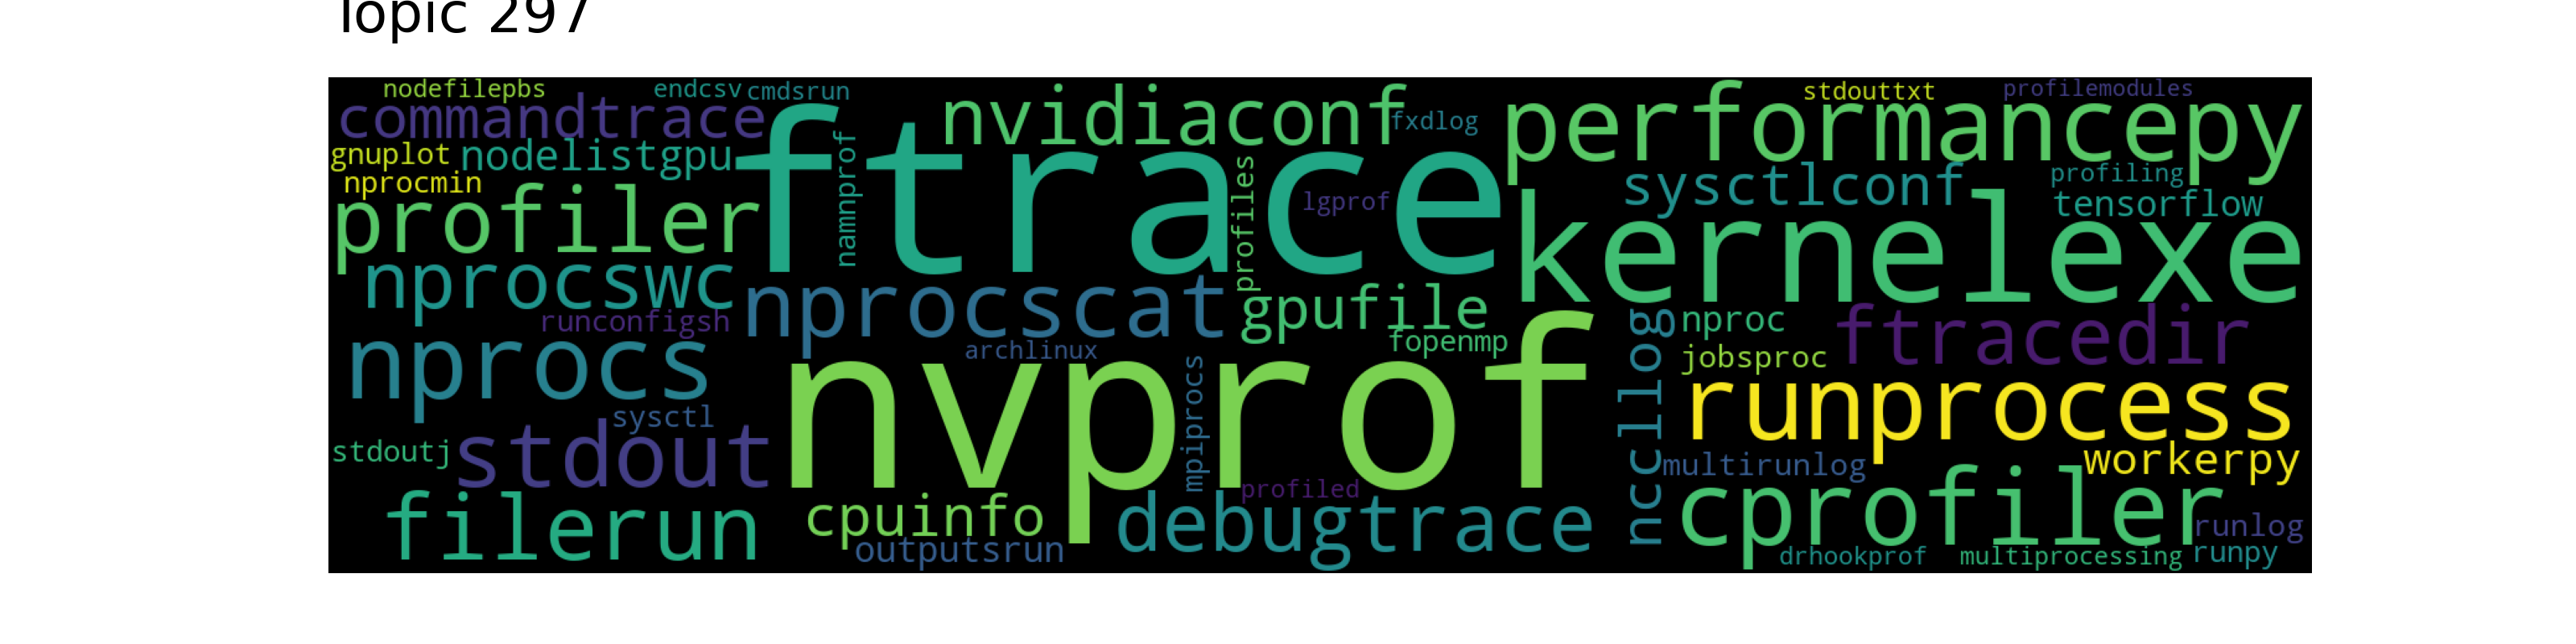 Topic 297
nodefilepbs endcsv cmdsrun stdouttxt profilemodules
commandtrace nvidiaconf fxdlog performancepy
gnuplot nodelistgpu ftrace namnprof profiles lgprof sysctlconf profiling
nprocmin tensorflow
profiler kernelexe
nprocswc nprocscat gpufile nproc ftracedir
runconfigsh archlinux fopenmp nccllog jobsproc
nprocs nvprof mpiprocs runprocess
sysctl
stdoutj stdout multirunlog workerpy
profiled
filerun cpuinfo debugtrace cprofiler runlog
outputsrun drhookprof multiprocessing runpy